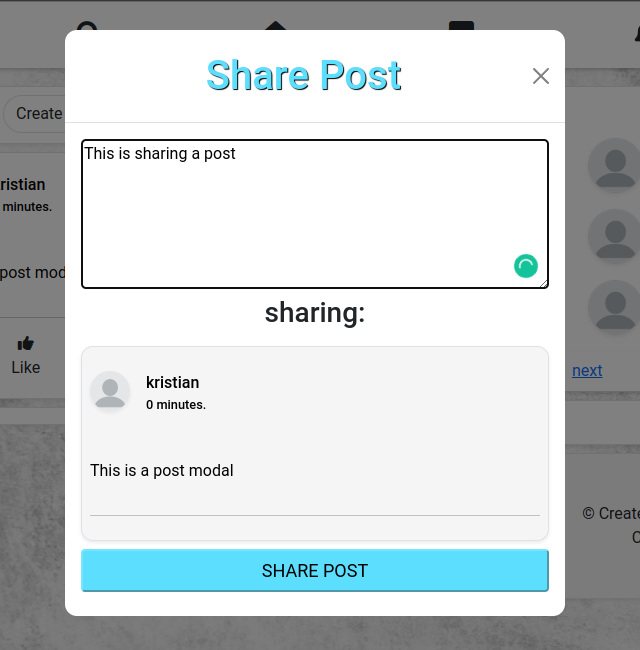 Share Post
Create
This is sharing a post
ristian
minutes.
post mod
sharing:
Like
kristian
0 minutes.
next
This is a post modal
© Create
C
SHARE POST